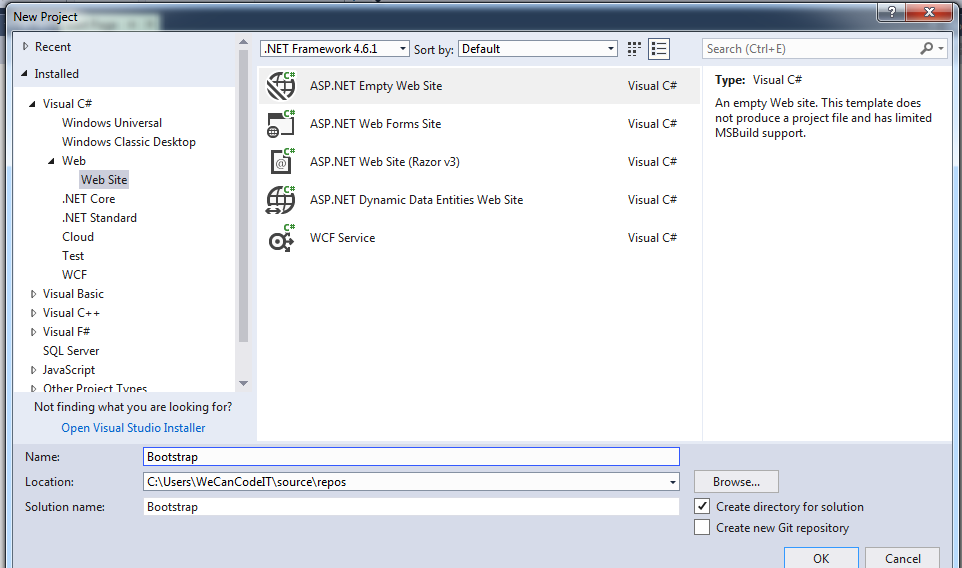 New Project
?
Recent
Installed
Visual C#
Windows Universal
Windows Classic Desktop
Web
Web Site
.NET Core
.NET Standard
Cloud
Test
WCF
Visual Basic
Visual C++
Visual F#
SQL Server
JavaScript
Other Project Types
Not finding what you are looking for?
Open Visual Studio Installer
.NET Framework 4.6.1 Sort by: Default
C# ASP.NET Empty Web Site Visual C#
C# ASP.NET Web Forms Site Visual C#
C# @ ASP.NET Web Site (Razor v3) Visual C#
C# ASP.NET Dynamic Data Entities Web Site Visual C#
C# WCF Service Visual C#
Search (Ctrl+E)
Type: Visual C#
An empty Web site. This template does
not produce a project file and has limited
MSBuild support.
Name: Bootstrap
Location: C:\Users\WeCanCodeIT\source\repos Browse...
Solution name: Bootstrap
Create directory for solution
Create new Git repository
OK Cancel